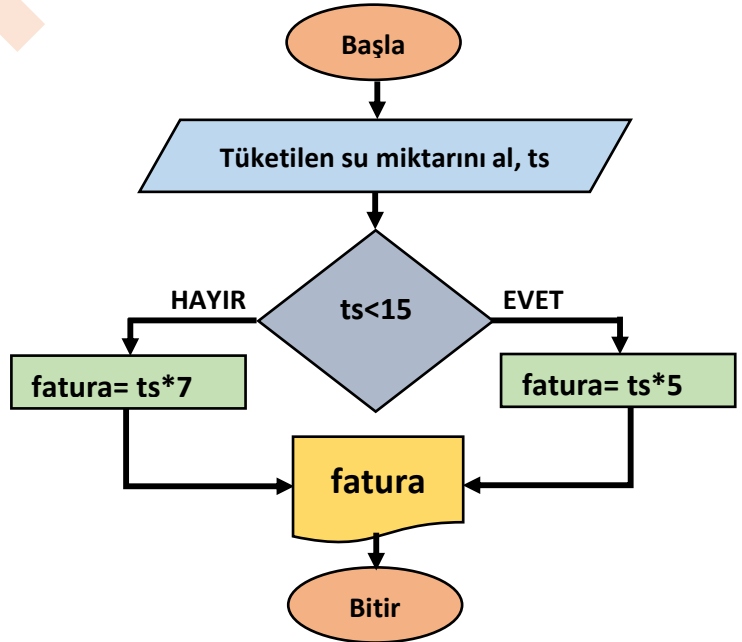 Başla
Tüketilen su miktarını al, ts
ts<15
HAYIR
EVET
fatura= ts*7
fatura= ts*5
fatura
Bitir